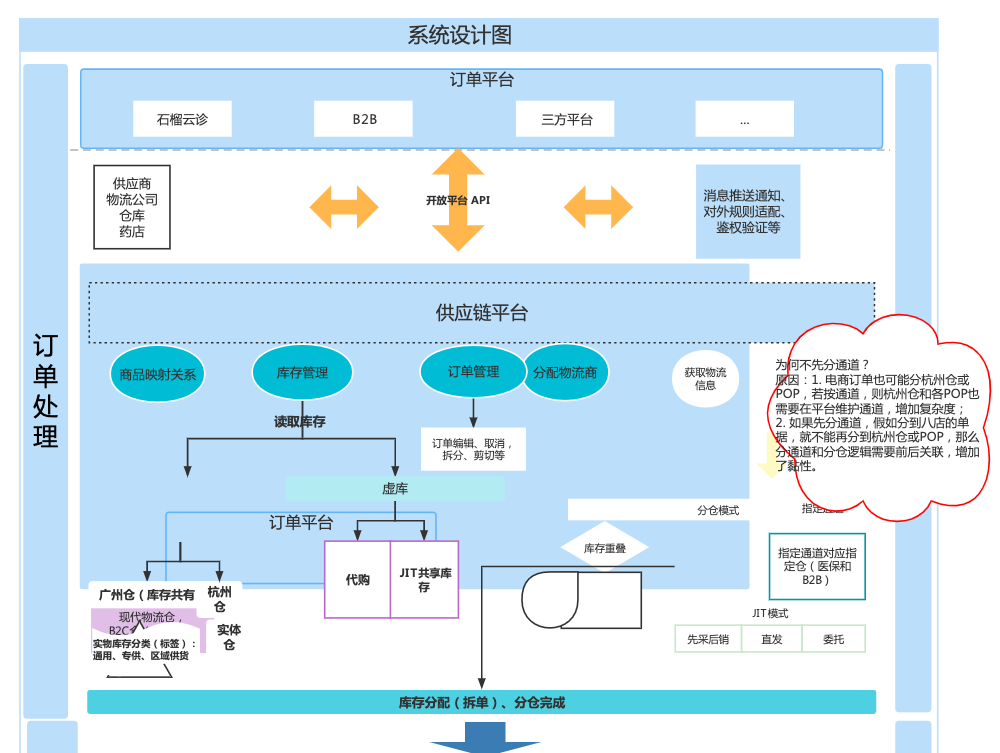 系统设计图
订单平台
石榴云诊
B2B
三方平台
...
供应商
物流公司
仓库
药店
开放平台 API
消息推送通知、
对外规则适配、
鉴权验证等
订单处理
供应链平台
商品映射关系
库存管理
订单管理
分配物流商
获取物流
信息
为何不先分通道？
原因：1. 电商订单也可能分杭州仓或
POP，若按通道，则杭州仓和各POP也
需要在平台维护通道，增加复杂度；
2. 如果先分通道，假如分到八店的单
据，就不能再分到杭州仓或POP，那么
分通道和分仓逻辑需要前后关联，增加
了黏性。
读取库存
订单编辑、取消，
拆分、剪切等
虚库
分仓模式
指定
订单平台
库存重叠
代购
JIT共享库
存
指定通道对应指
定仓（医保和
B2B）
广州仓（库存共有
杭州
仓
现代物流仓，
B2C
实体
仓
实物库存分类（标签）：
通用、专供、区域供货
JIT 模式
先采后销
直发
委托
库存分配（拆单）、分仓完成